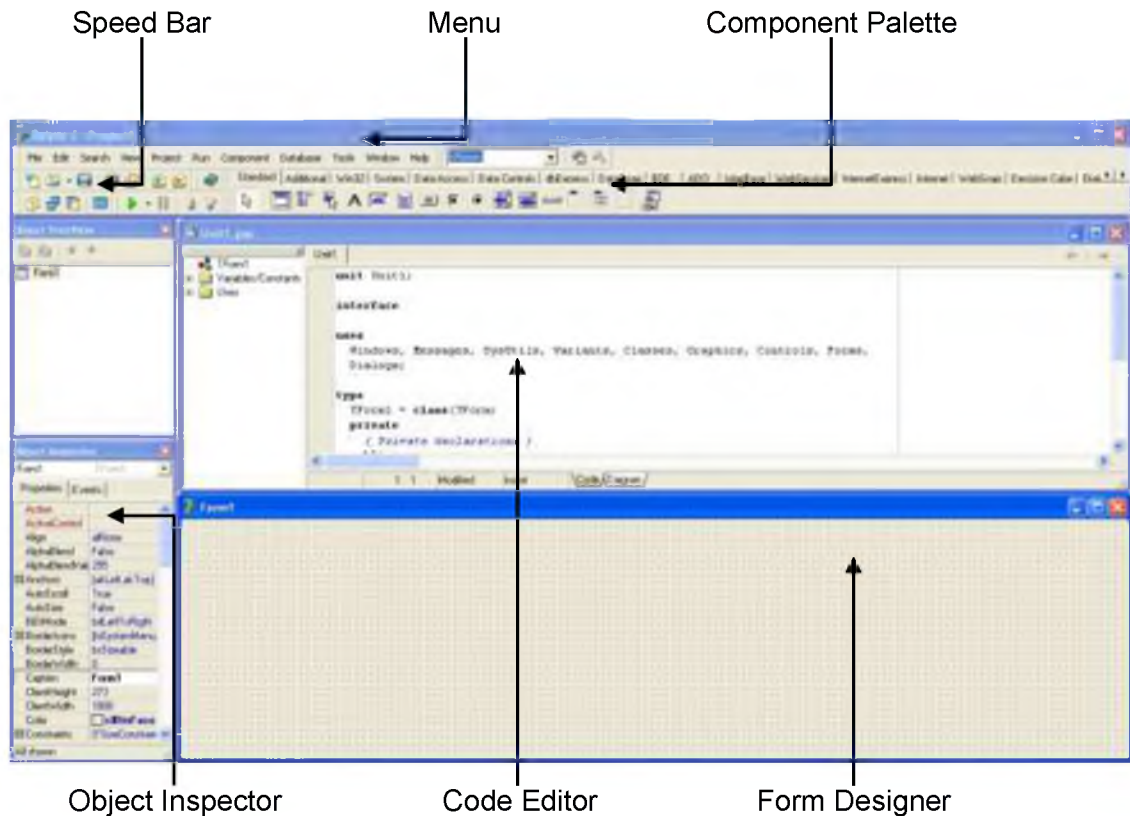 Speed Bar
Menu
Component Palette
File Edit Search View Project Run Component Database Tools Window Help
Standard Additional Win32 System Data Access Data Controls dbExpress DataSnap BDE ADO InterBase WebServices InternetExpress Internet WebSnap Decision Cube
Unit1.pas
Form1
TForm1
Variables/Constants
Uses
Unit1
unit Unit1;
interface
uses
Windows, Messages, SysUtils, Variants, Classes, Graphics, Controls, Forms,
Dialogs;
type
TForm1 = class(TForm)
private
{ Private declarations }
1: 1 Modified Insert Code Diagram
Object Inspector
Form1 TForm1
Properties Events
Action
ActiveControl
Align alNone
AlphaBlend False
255
Anchors [akLeft,akTop]
AutoScroll True
AutoSize False
BiDiMode bdLeftToRight
BorderIcons [biSystemMenu,
BorderStyle bsSizeable
BorderWidth 0
Caption Form1
ClientHeight 273
ClientWidth
Color clBtnFace
Constraints
All shown
Form1
Object Inspector
Code Editor
Form Designer